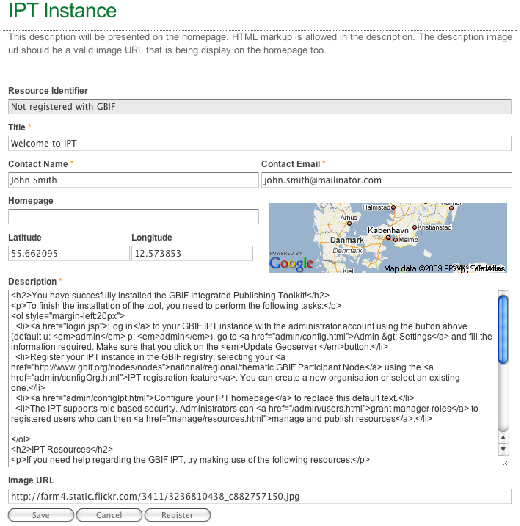 IPT Instance
This description will be presented on the homepage. HTML markup is allowed in the description. The description image
url should be a valid image URL that is being display on the homepage too.
Resource Identifier
Not registered with GBIF
Title *
Welcome to IPT
Contact Name * Contact Email *
John Smith john.smith@mailinator.com
Homepage
Halmstad
Århus
København Kristianstad
Danmark Malmö
Denmark
Latitude Longitude
55.662095 12.573853
POWERED BY
Google Map data ©2009
Description *
<h2>You have succesfully installed the GBIF Integrated Publishing Toolkit!</h2>
<p>To finish the installation of the tool, you need to perform the following tasks:</p>
<ol style="margin-left:20px">
<li><a href="login.jsp">Log in</a> to your GBIF IPT instance with the administrator account using the button above
(default u: <em>admin</em> p: <em>admin</em>), go to <a href="admin/config.html">Admin &gt; Settings</a> and fill the
information required. Make sure that you click on the <em>Update Geoserver</em>button.</li>
<li>Register your IPT instance in the GBIF registry, selecting your <a
href="http://www.gbif.org/nodes/nodes">national/regional/thematic GBIF Participant Node</a> using the <a
href="admin/configOrg.html">IPT registration feature</a>. You can create a new organisation or select an existing
one.</li>
<li><a href="admin/configIpt.html">Configure your IPT homepage</a> to replace this default text.</li>
<li>The IPT supports role based security. Administrators can <a href="admin/users.html">grant manager roles</a> to
registered users who can then <a href="manage/resources.html">manage and publish resources</a>.</li>
</ol>
<h2>IPT Resources</h2>
<p>If you need help regarding the GBIF IPT, try making use of the following resources:</p>
Image URL
http://farm4.static.flickr.com/3411/3236810438_c882757150.jpg
Save Cancel Register